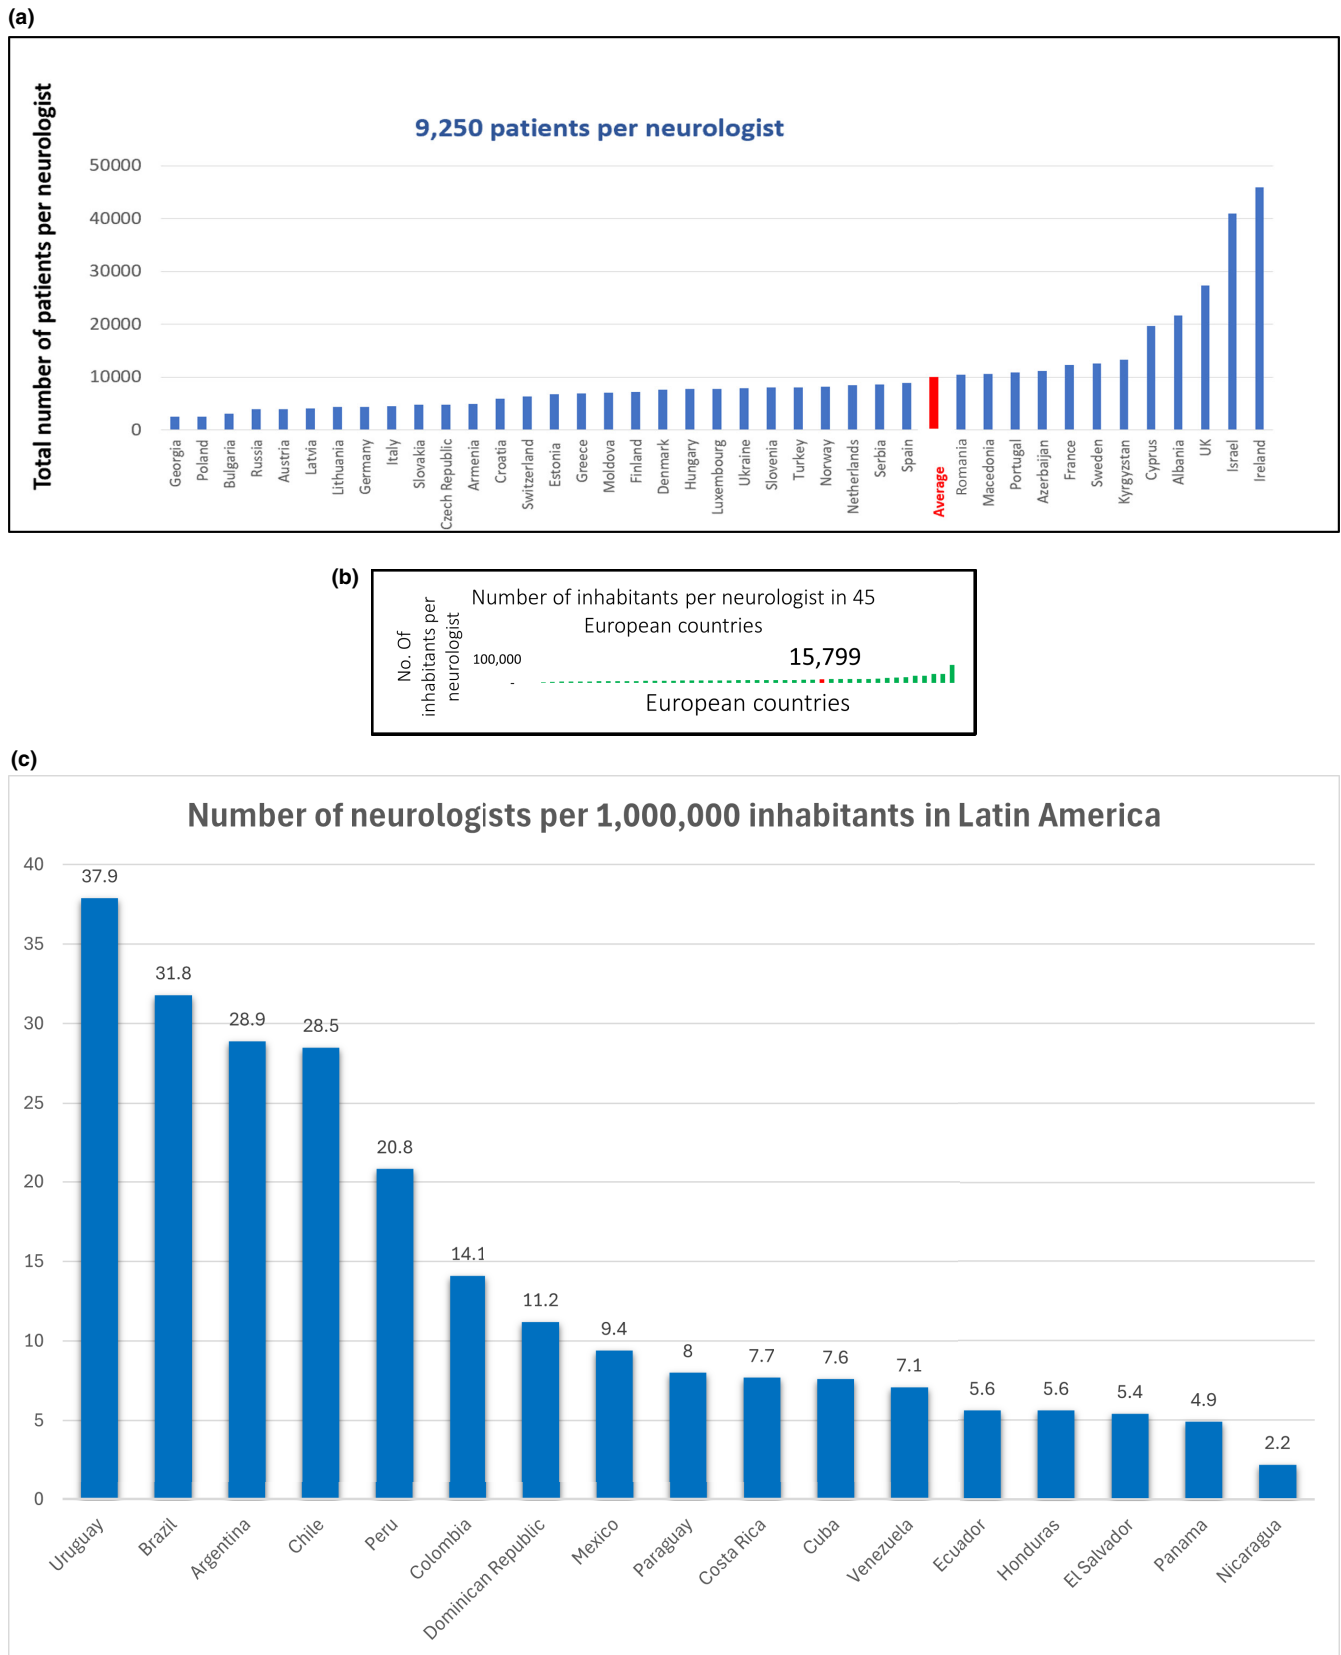 (a)
Total number of patients per neurologist
9,250 patients per neurologist
50000
40000
30000
20000
10000
0
Georgia
Poland
Bulgaria
Russia
Austria
Latvia
Lithuania
Germany
Italy
Slovakia
Czech Republic
Armenia
Croatia
Switzerland
Estonia
Greece
Moldova
Finland
Denmark
Hungary
Luxembourg
Ukraine
Slovenia
Turkey
Norway
Netherlands
Serbia
Spain
Average
Romania
Macedonia
Portugal
Azerbaijan
France
Sweden
Kyrgyzstan
Cyprus
Albania
UK
Israel
Ireland
(b)
Number of inhabitants per neurologist in 45
European countries
No. Of
inhabitants per
neurologist
100,000
-
15,799
European countries
(c)
Number of neurologists per 1,000,000 inhabitants in Latin America
40
35
30
25
20
15
10
5
0
37.9
31.8
28.9
28.5
20.8
14.1
11.2
9.4
8
7.7
7.6
7.1
5.6
5.6
5.4
4.9
2.2
Uruguay
Brazil
Argentina
Chile
Peru
Colombia
Dominican Republic
Mexico
Paraguay
Costa Rica
Cuba
Venezuela
Ecuador
Honduras
El Salvador
Panama
Nicaragua